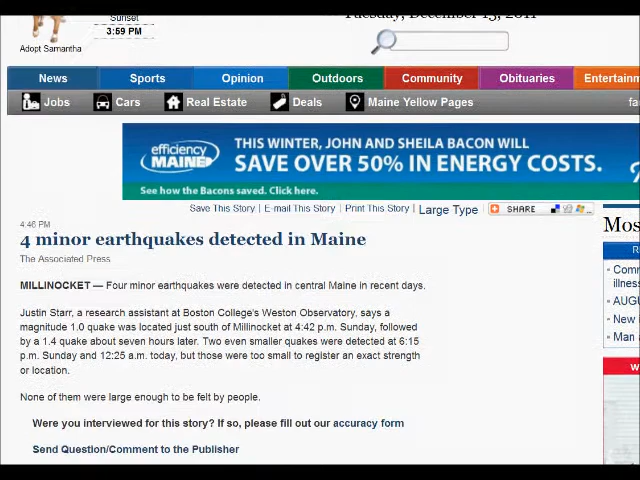 Sunset
3:59 PM
Adopt Samantha
News Sports Opinion Outdoors Community Obituaries Entertainm
Jobs Cars Real Estate Deals Maine Yellow Pages fa
efficiency MAINE
THIS WINTER, JOHN AND SHEILA BACON WILL
SAVE OVER 50% IN ENERGY COSTS.
See how the Bacons saved. Click here.
Save This Story | E-mail This Story | Print This Story | Large Type | SHARE
4:46 PM
4 minor earthquakes detected in Maine
The Associated Press
MILLINOCKET — Four minor earthquakes were detected in central Maine in recent days.
Justin Starr, a research assistant at Boston College's Weston Observatory, says a
magnitude 1.0 quake was located just south of Millinocket at 4:42 p.m. Sunday, followed
by a 1.4 quake about seven hours later. Two even smaller quakes were detected at 6:15
p.m. Sunday and 12:25 a.m. today, but those were too small to register an exact strength
or location.
None of them were large enough to be felt by people.
Were you interviewed for this story? If so, please fill out our accuracy form
Send Question/Comment to the Publisher
Mos
R
Comm
illnes
AUGU
New i
Man a
W